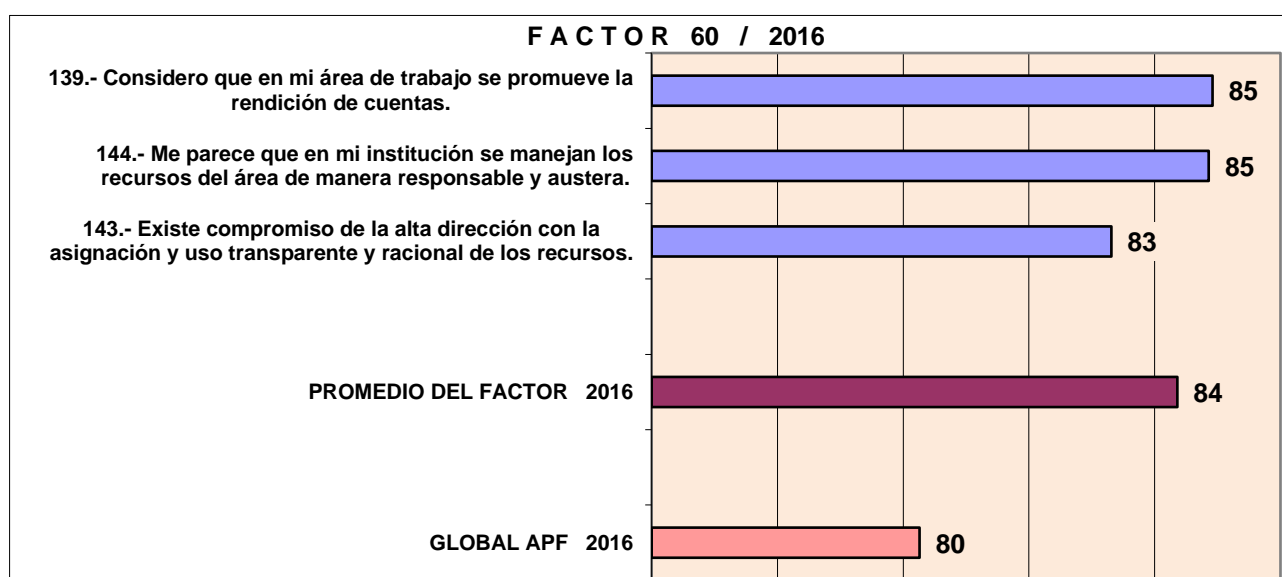 F A C T O R 60 / 2016
139.- Considero que en mi área de trabajo se promueve la
rendición de cuentas.
85
144.- Me parece que en mi institución se manejan los
recursos del área de manera responsable y austera.
85
143.- Existe compromiso de la alta dirección con la
asignación y uso transparente y racional de los recursos.
83
PROMEDIO DEL FACTOR 2016
84
GLOBAL APF 2016
80